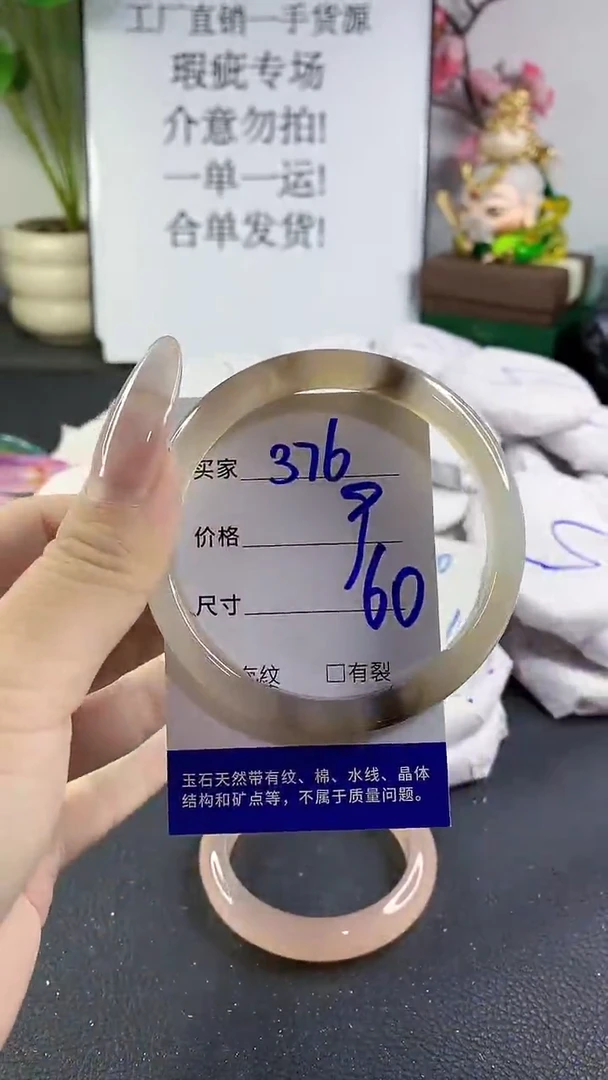 工厂直销一手货源
瑕疵专场
介意勿拍!
一单一运!
合单发货!
买家 376
价格 9
尺寸 60
纹 □有裂
玉石天然带有纹、棉、水线、晶体
结构和矿点等，不属于质量问题。